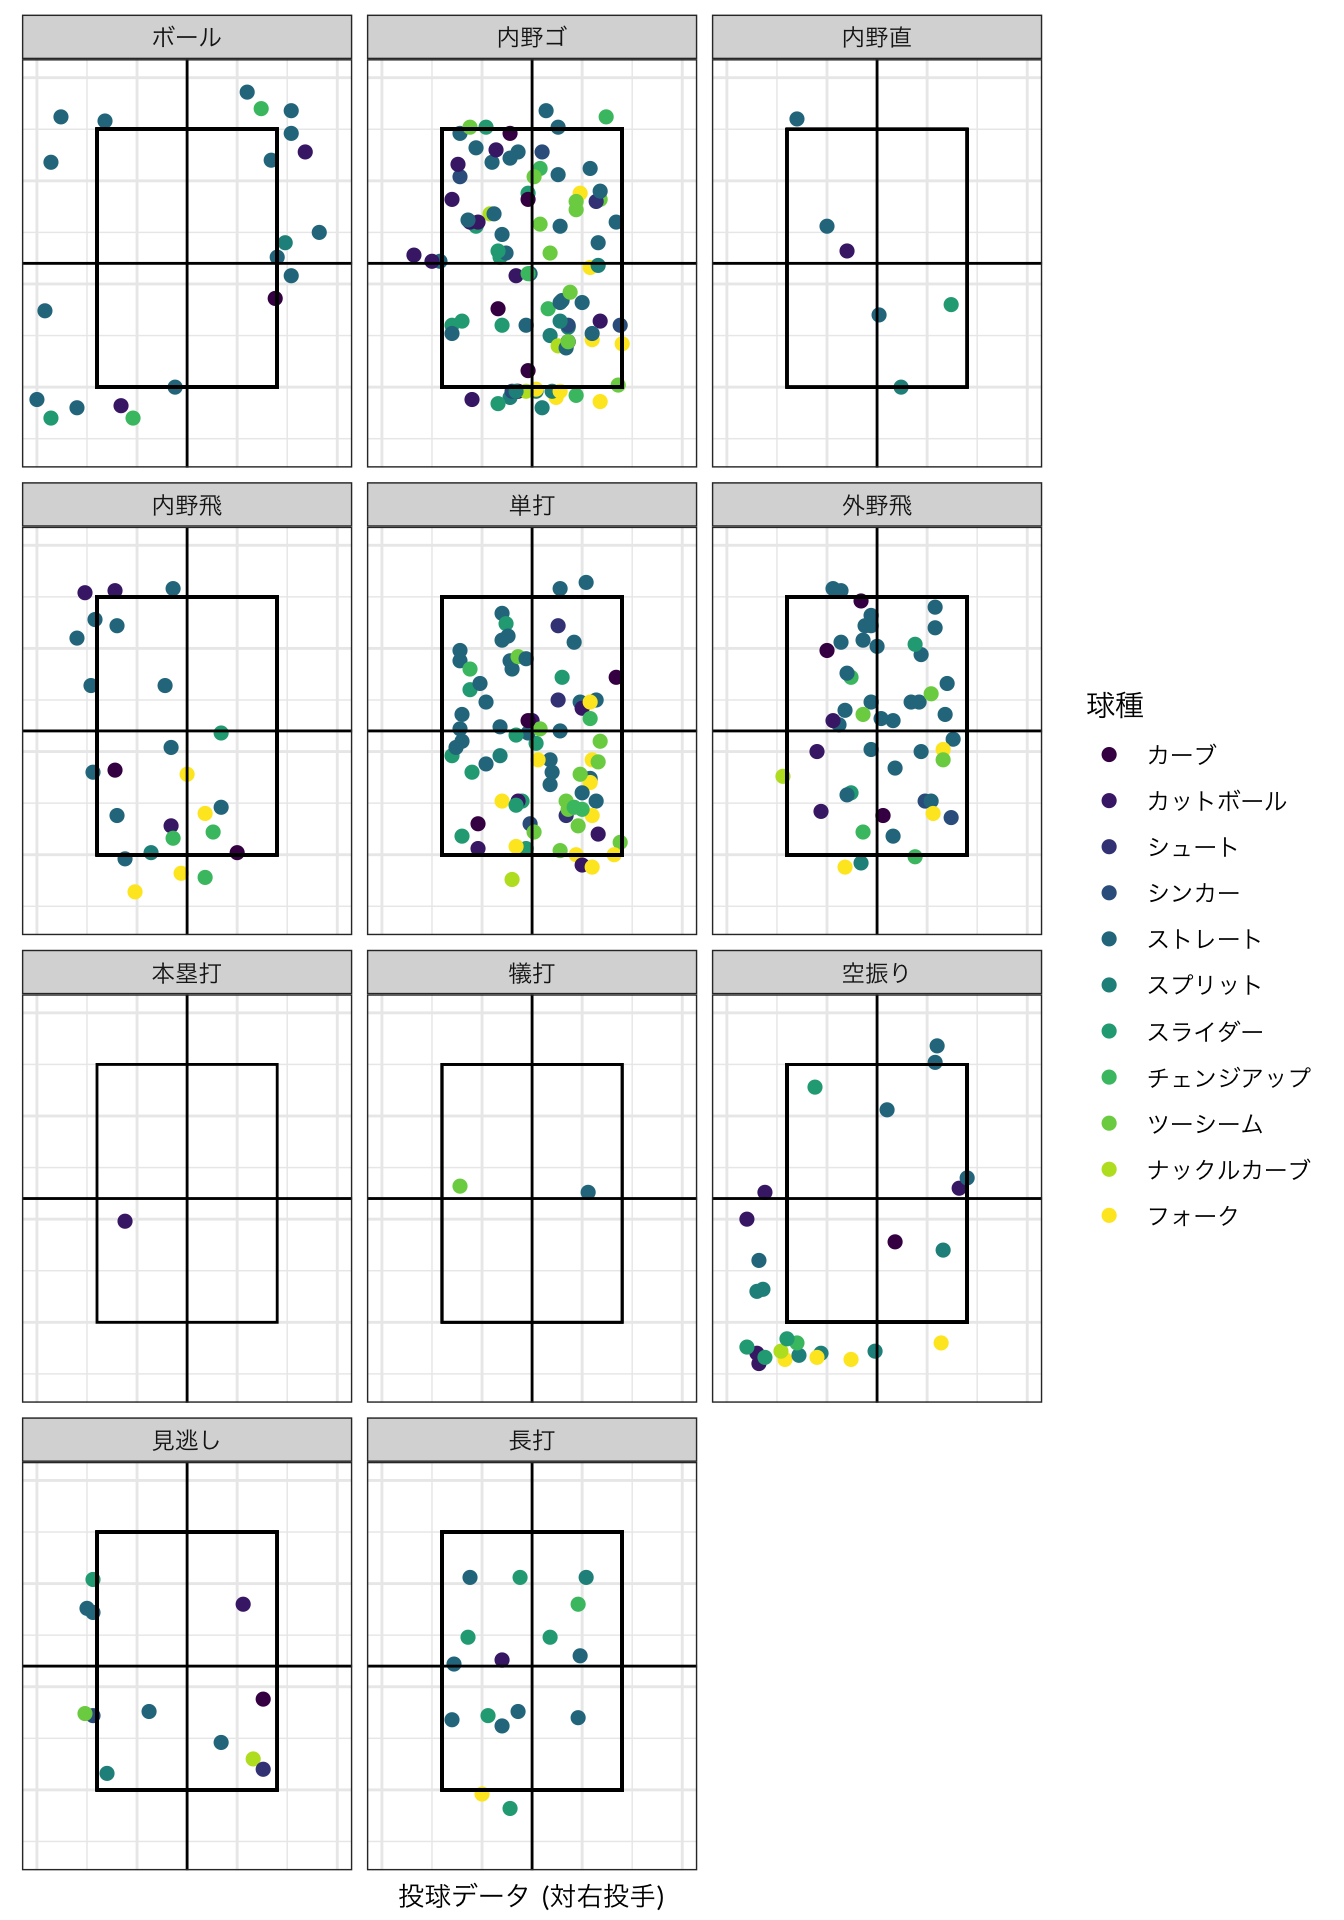 ボール
内野ゴ
内野直
内野飛
単打
外野飛
本塁打
犠打
空振り
見逃し
長打
投球データ (対右投手)
球種
カーブ
カットボール
シュート
シンカー
ストレート
スプリット
スライダー
チェンジアップ
ツーシーム
ナックルカーブ
フォーク